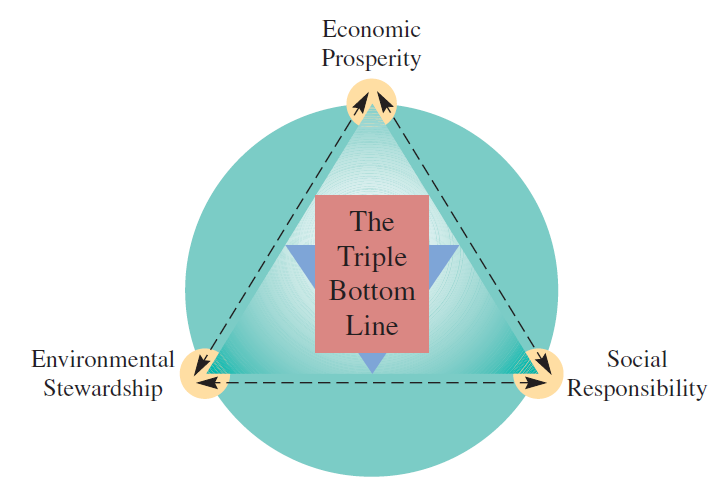 Economic
Prosperity
The
Triple
Bottom
Line
Environmental
Stewardship
Social
Responsibility